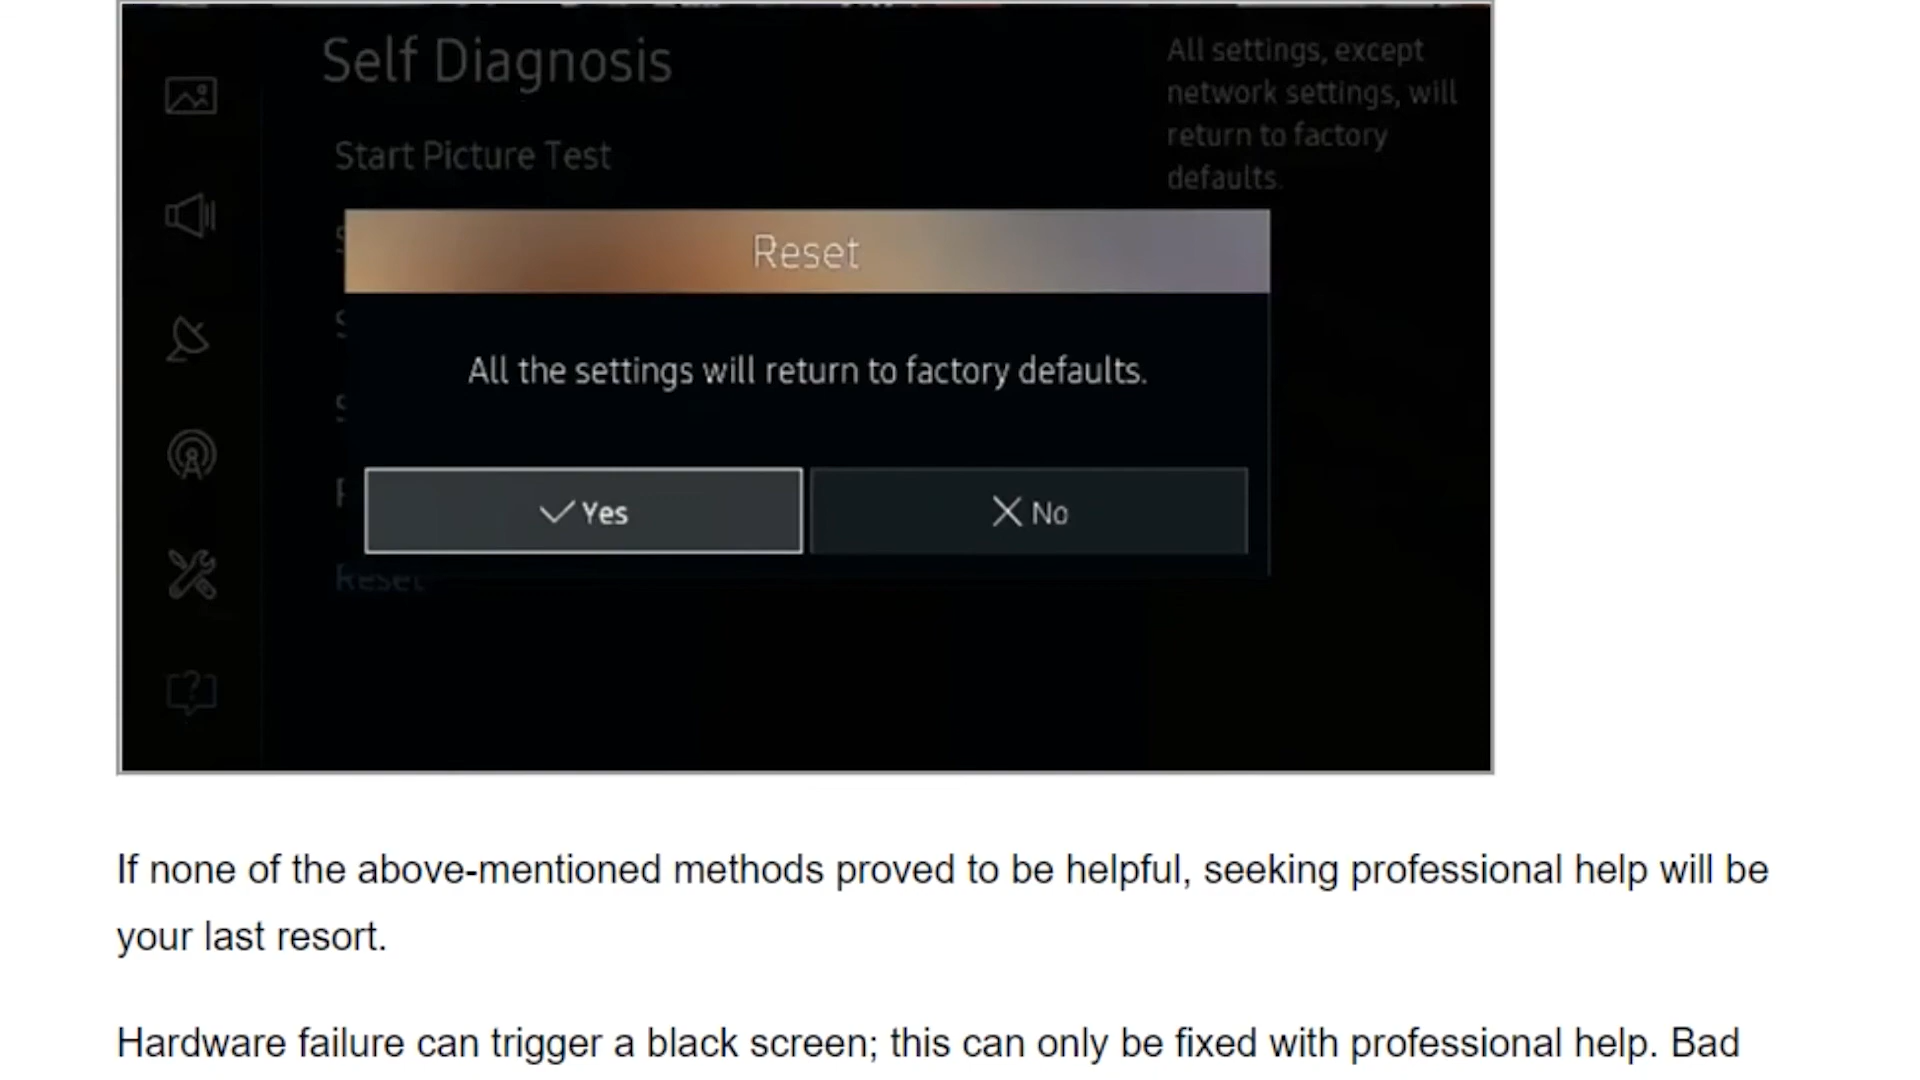 Self Diagnosis
All settings, except
network settings, will
return to factory
defaults.
Start Picture Test
Reset
All the settings will return to factory defaults.
Yes
No
Reset
If none of the above-mentioned methods proved to be helpful, seeking professional help will be
your last resort.
Hardware failure can trigger a black screen; this can only be fixed with professional help. Bad